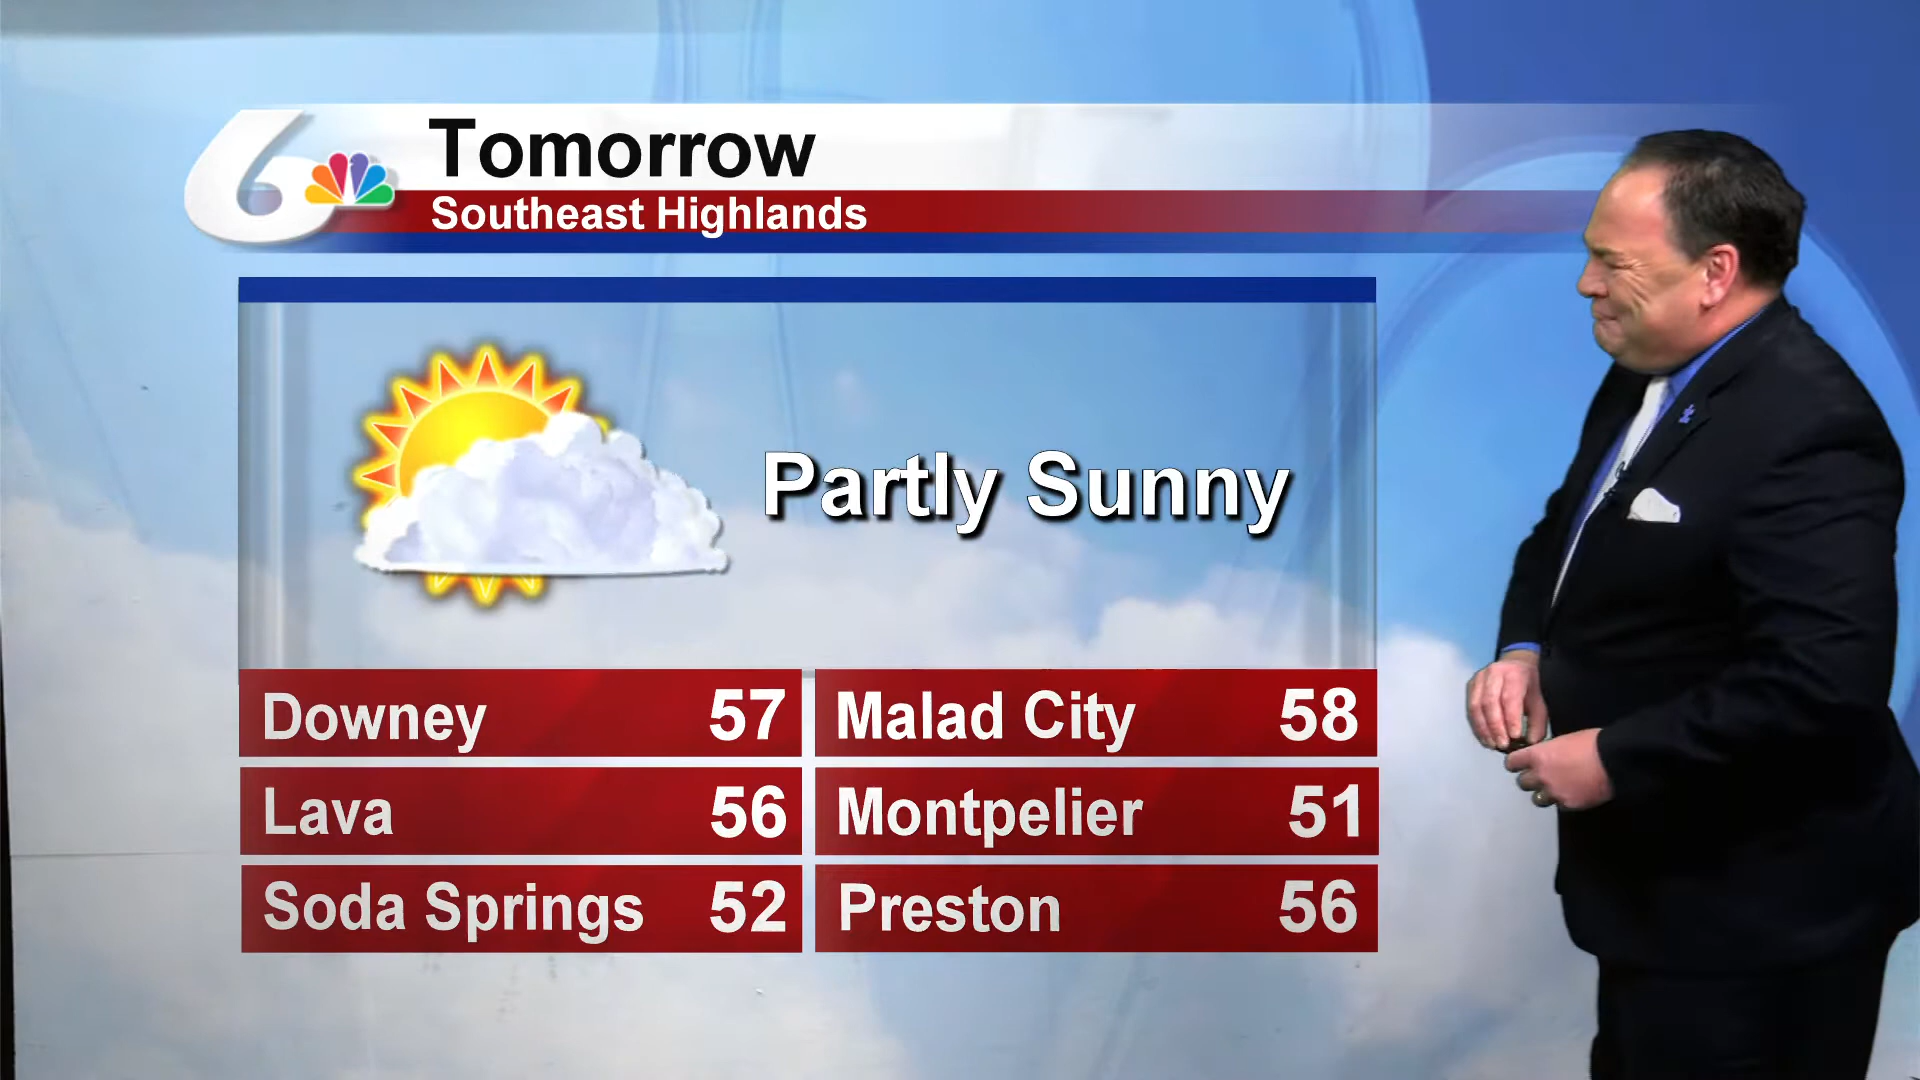 6
Tomorrow
Southeast Highlands
Partly Sunny
Downey 57
Malad City 58
Lava 56
Montpelier 51
Soda Springs 52
Preston 56